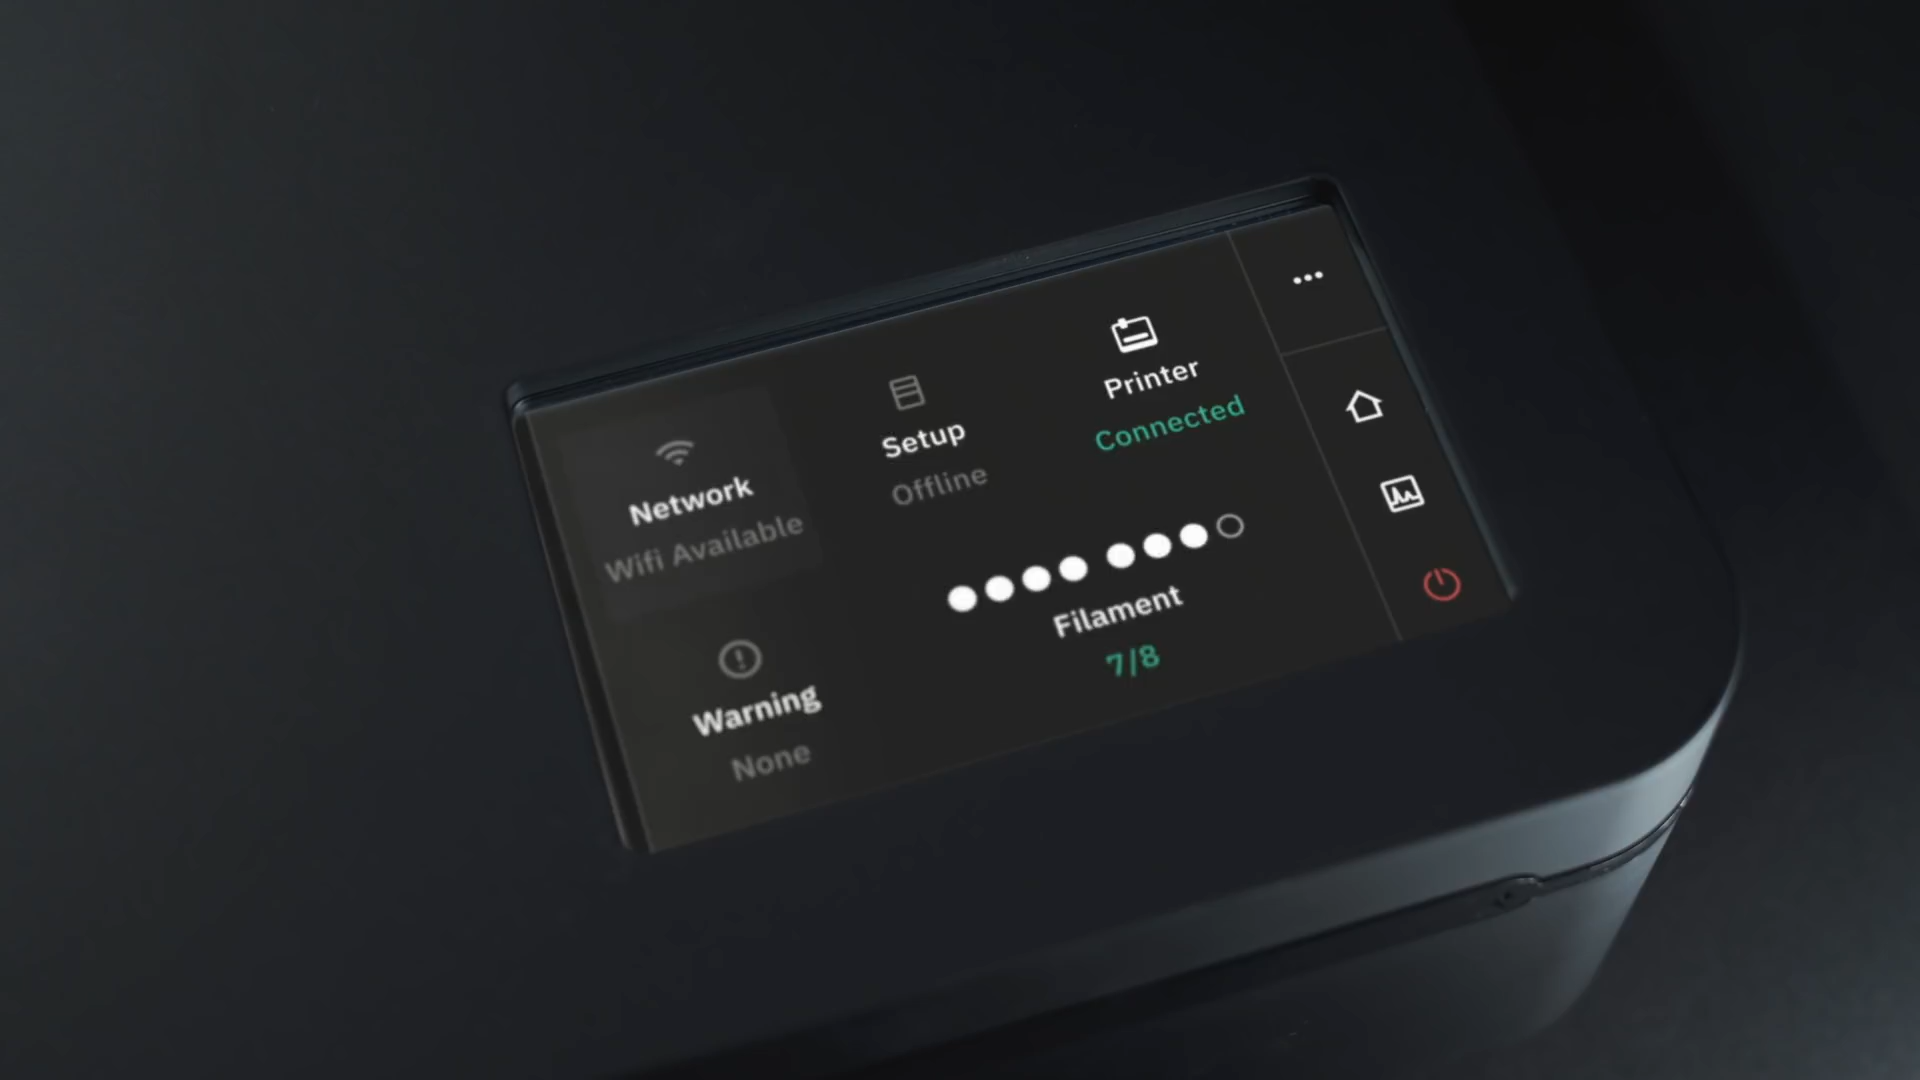 Network
Wifi Available
Setup
Offline
Printer
Connected
Warning
None
Filament
7/8